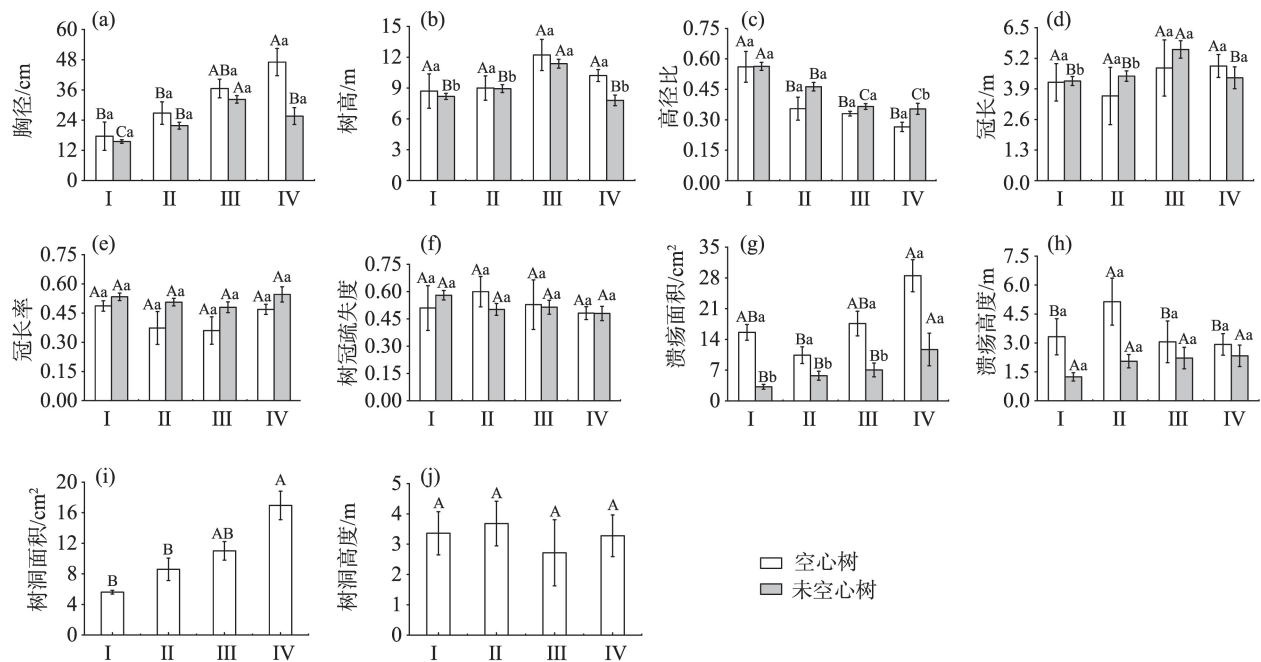 (a)
胸径/cm
60
48
36
24
12
0
Ba
Ca
Ba
Ba
ABa
Aa
Aa
Ba
I
II
III
IV
(b)
树高/m
15
12
9
6
3
0
Aa
Bb
Aa
Bb
Aa
Aa
Aa
Bb
I
II
III
IV
(c)
高径比
0.75
0.60
0.45
0.30
0.15
0.00
Aa
Aa
Ba
Ba
Ba
Ca
Ba
Cb
I
II
III
IV
(d)
冠长/m
6.5
5.2
3.9
2.6
1.3
0.0
Aa
Bb
Aa
Bb
Aa
Aa
Aa
Ba
I
II
III
IV
(e)
冠长率
0.75
0.60
0.45
0.30
0.15
0.00
Aa
Aa
Aa
Aa
Aa
Aa
Aa
Aa
I
II
III
IV
(f)
树冠疏失度
0.75
0.60
0.45
0.30
0.15
0.00
Aa
Aa
Aa
Aa
Aa
Aa
Aa
Aa
I
II
III
IV
(g)
溃疡面积/cm²
35
28
21
14
7
0
ABa
Bb
Ba
Bb
ABa
Bb
Aa
Aa
I
II
III
IV
(h)
溃疡高度/m
7.5
6.0
4.5
3.0
1.5
0.0
Ba
Aa
Aa
Aa
Ba
Aa
Ba
Aa
I
II
III
IV
(i)
树洞面积/cm²
20
16
12
8
4
0
B
B
AB
A
I
II
III
IV
(j)
树洞高度/m
5
4
3
2
1
0
A
A
A
A
I
II
III
IV
空心树
未空心树